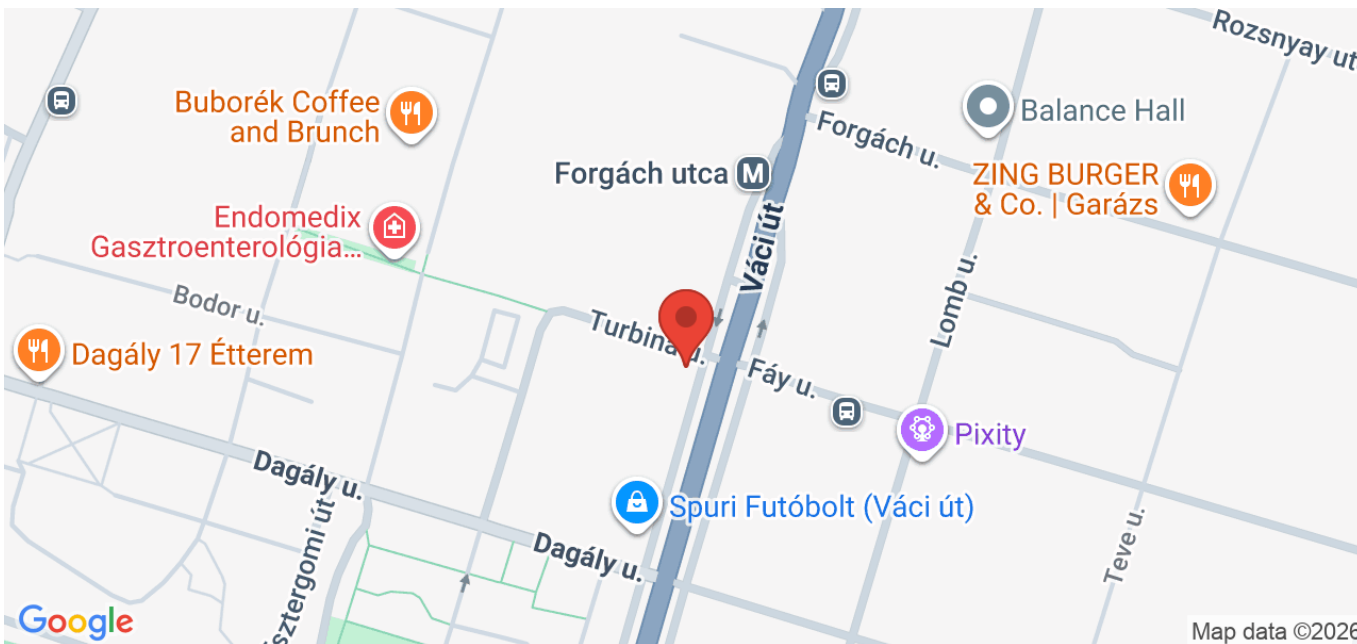 Rozsnyay ut
Buborék Coffee
and Brunch
Balance Hall
Forgách u.
Forgách utca M
ZING BURGER
& Co. | Garázs
Endomedix
Gasztroenterológia...
Váci út
Bodor u.
Lomb u.
Turbina u.
Dagály 17 Étterem
Fáy u.
Pixity
Dagály u.
Spuri Futóbolt (Váci út)
sztergomi út
Dagály u.
Teve u.
Google
Map data ©2026